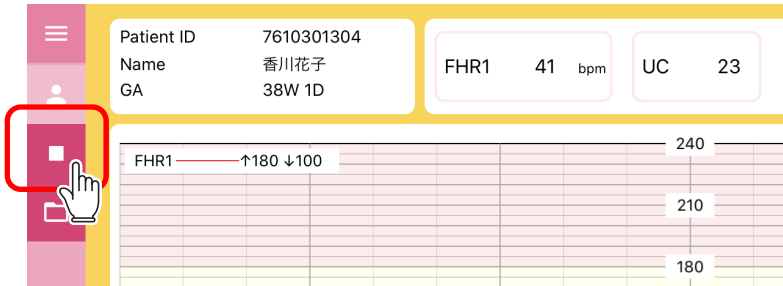 Patient ID 7610301304
Name 香川花子
GA 38W 1D
FHR1 41 bpm UC 23
FHR1 ↑180 ↓100
240
210
180